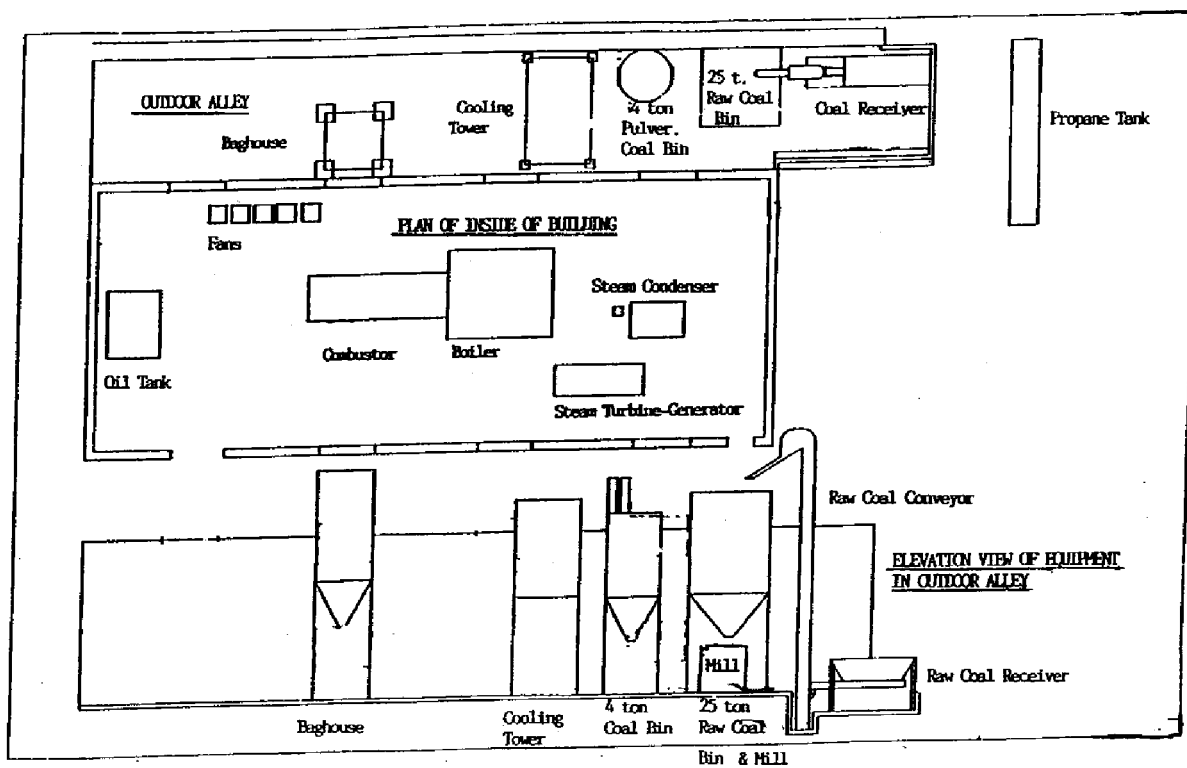 OUTDOOR ALLEY
Baghouse
Cooling
Tower
4 ton
Pulver.
Coal Bin
25 t.
Raw Coal
Bin
Coal Receiver
Propane Tank
PLAN OF INSIDE OF BUILDING
Fans
Steam Condenser
Combustor
Boiler
Oil Tank
Steam Turbine-Generator
Raw Coal Conveyor
ELEVATION VIEW OF EQUIPMENT
IN OUTDOOR ALLEY
Mill
Raw Coal Receiver
Baghouse
Cooling
Tower
4 ton
Coal Bin
25 ton
Raw Coal
Bin & Mill